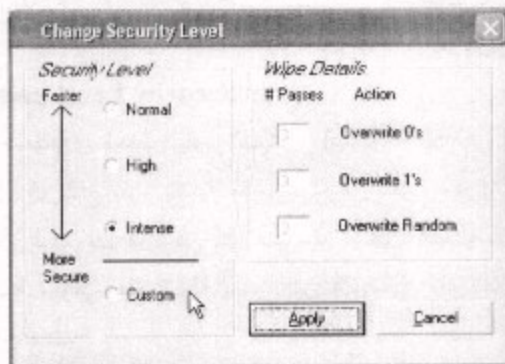 Change Security Level
Security Level
Faster
Normal
High
Intense
More
Secure
Custom
Wipe Details
# Passes Action
Overwrite 0's
Overwrite 1's
Overwrite Random
Apply Cancel